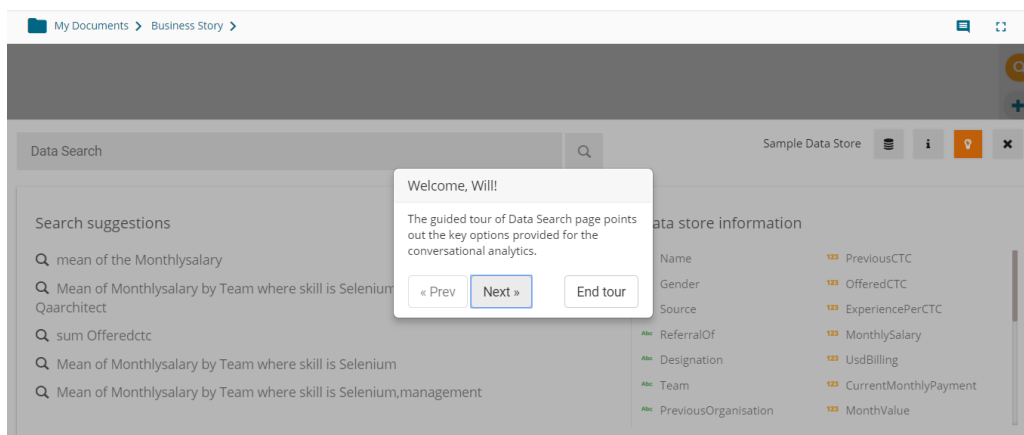 My Documents Business Story
Data Search
Sample Data Store
Welcome, Will!
The guided tour of Data Search page points
out the key options provided for the
conversational analytics.
« Prev
Next »
End tour
Search suggestions
mean of the Monthlysalary
Mean of Monthlysalary by Team where skill is Selenium
Qaarchitect
sum Offeredctc
Mean of Monthlysalary by Team where skill is Selenium
Mean of Monthlysalary by Team where skill is Selenium,management
ata store information
Name
Gender
Source
Abc ReferralOf
Abc Designation
Abc Team
Abc PreviousOrganisation
123 PreviousCTC
123 OfferedCTC
123 ExperiencePerCTC
123 MonthlySalary
123 UsdBilling
123 CurrentMonthlyPayment
123 MonthValue